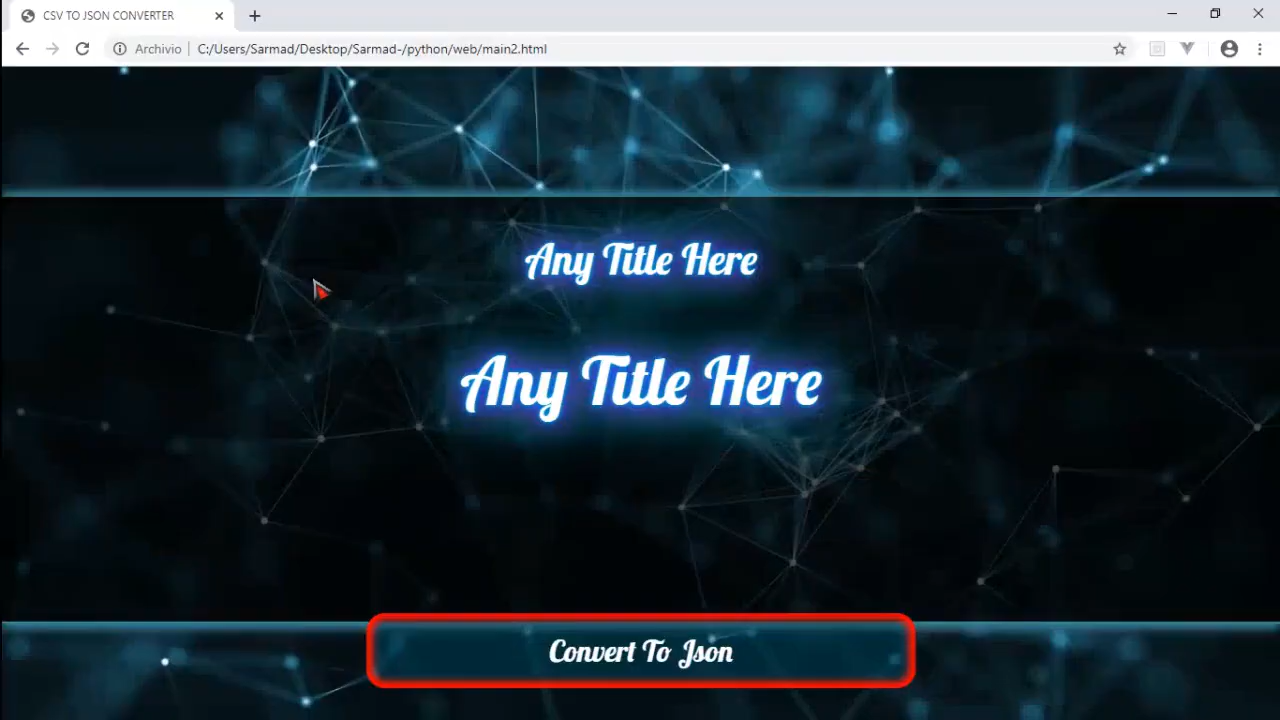 CSV TO JSON CONVERTER
Archivio C:/Users/Sarmad/Desktop/Sarmad-/python/web/main2.html
Any Title Here
Any Title Here
Convert To Json